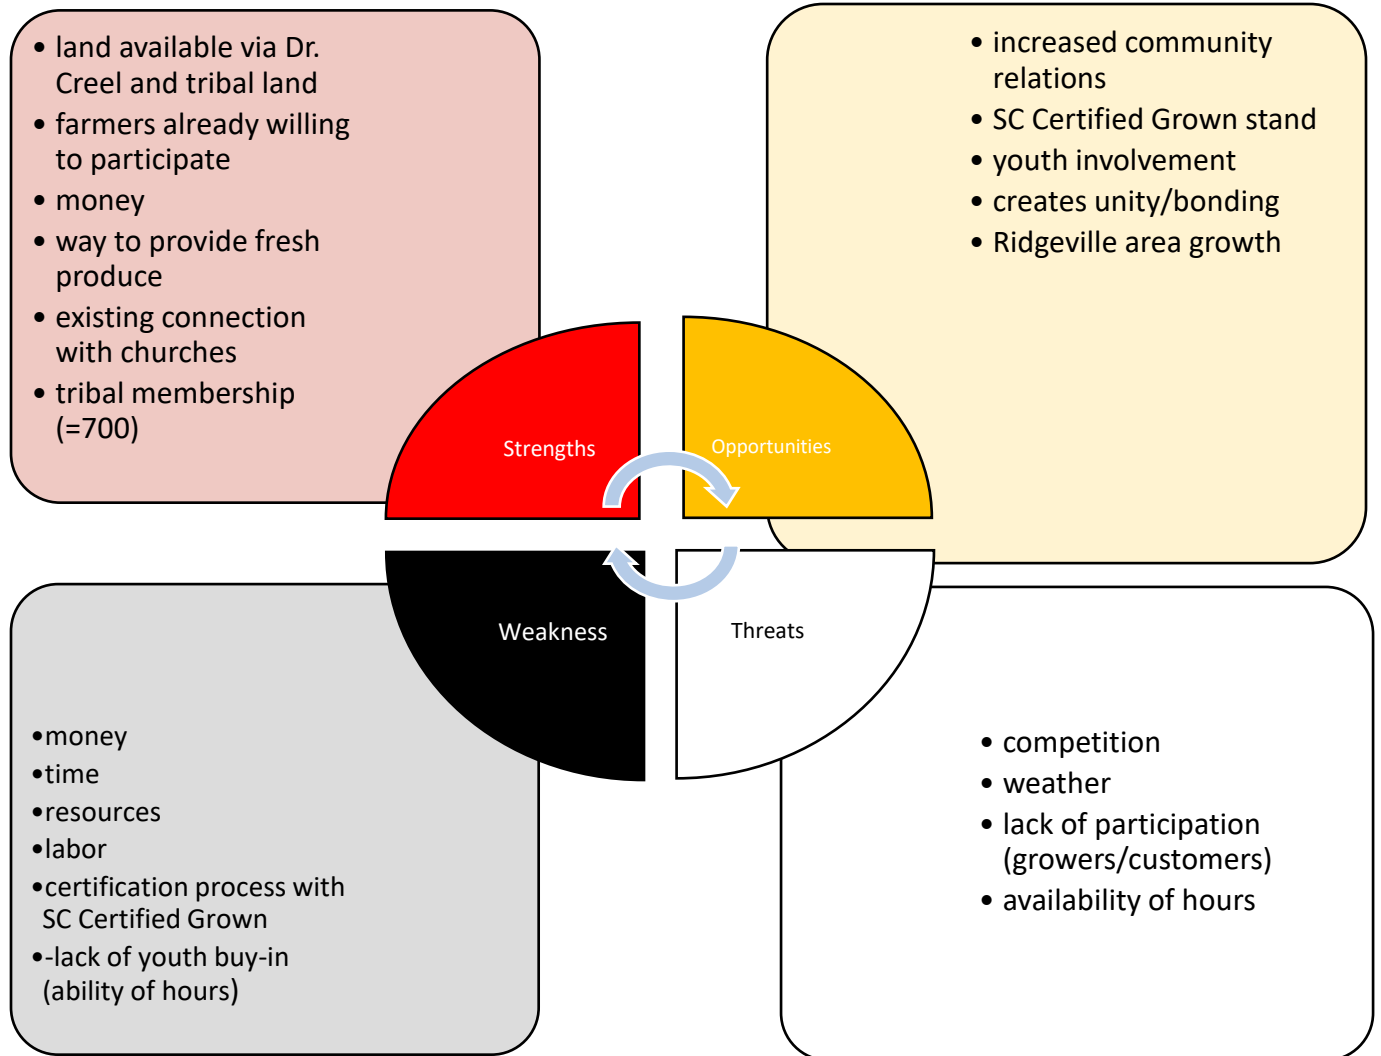 • land available via Dr.
Creel and tribal land
• farmers already willing
to participate
• money
• way to provide fresh
produce
• existing connection
with churches
• tribal membership
(=700)
• increased community
relations
• SC Certified Grown stand
• youth involvement
• creates unity/bonding
• Ridgeville area growth
Strengths
Opportunities
Weakness
Threats
•money
•time
•resources
•labor
•certification process with
SC Certified Grown
•-lack of youth buy-in
(ability of hours)
• competition
• weather
• lack of participation
(growers/customers)
• availability of hours